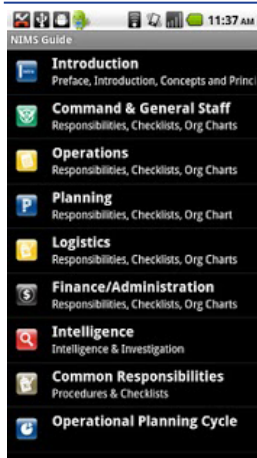 11:37 AM
NIMS Guide
Introduction
Preface, Introduction, Concepts and Princi
Command & General Staff
Responsibilities, Checklists, Org Charts
Operations
Responsibilities, Checklists, Org Charts
Planning
Responsibilities, Checklists, Org Chart
Logistics
Responsibilities, Checklists, Org Charts
Finance/Administration
Responsibilities, Checklists, Org Charts
Intelligence
Intelligence & Investigation
Common Responsibilities
Procedures & Checklists
Operational Planning Cycle